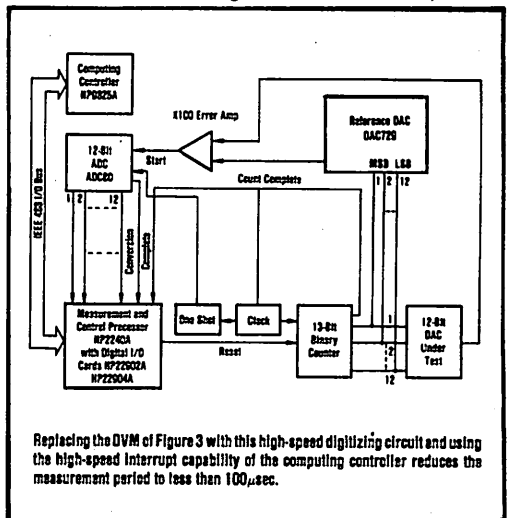 Computing
Controller
HP9825A
X100 Error Amp
Reference DAC
DAC729
MSB LSB
1 2 12
12-Bit
ADC
ADC80
Start
Count Complete
IEEE 488 I/O Bus
1 2 12
Conversion
Complete
Measurement and
Control Processor
HP2240A
with Digital I/O
Cards HP22902A
HP22904A
One Shot
Clock
Reset
13-Bit
Binary
Counter
1
2
12
12-Bit
DAC
Under
Test
Replacing the DVM of Figure 3 with this high-speed digitizing circuit and using
the high-speed interrupt capability of the computing controller reduces the
measurement period to less than 100μsec.